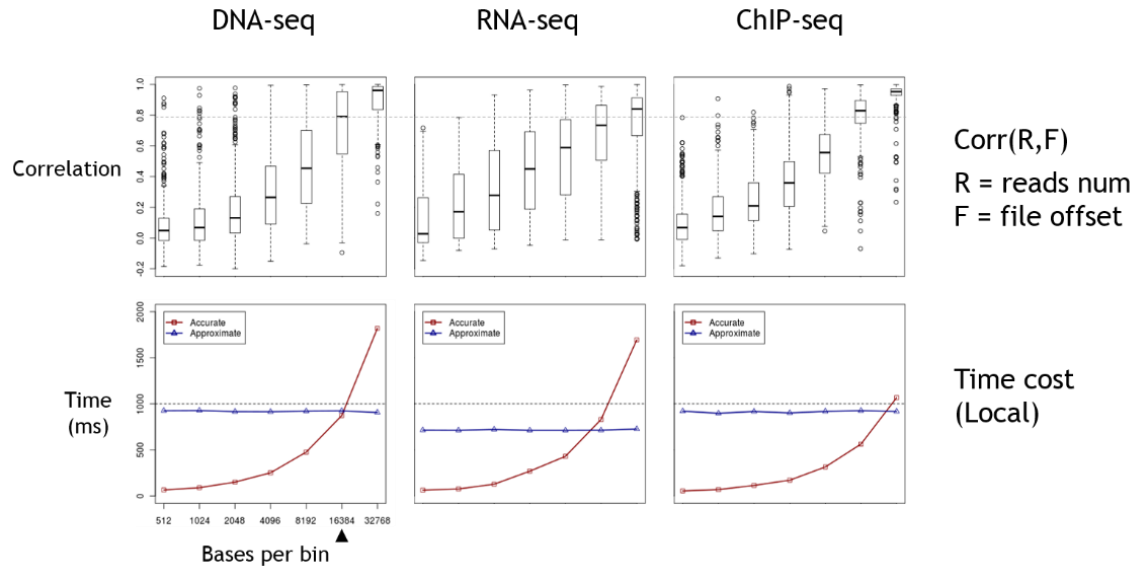 DNA-seq
RNA-seq
ChIP-seq
1.0
0.8
0.6
0.4
0.2
0.0
-0.2
Correlation
Corr(R,F)
R = reads num
F = file offset
2000
1500
1000
500
0
Time
(ms)
Accurate
Approximate
Accurate
Approximate
Accurate
Approximate
Time cost
(Local)
512 1024 2048 4096 8192 16384 32768
Bases per bin